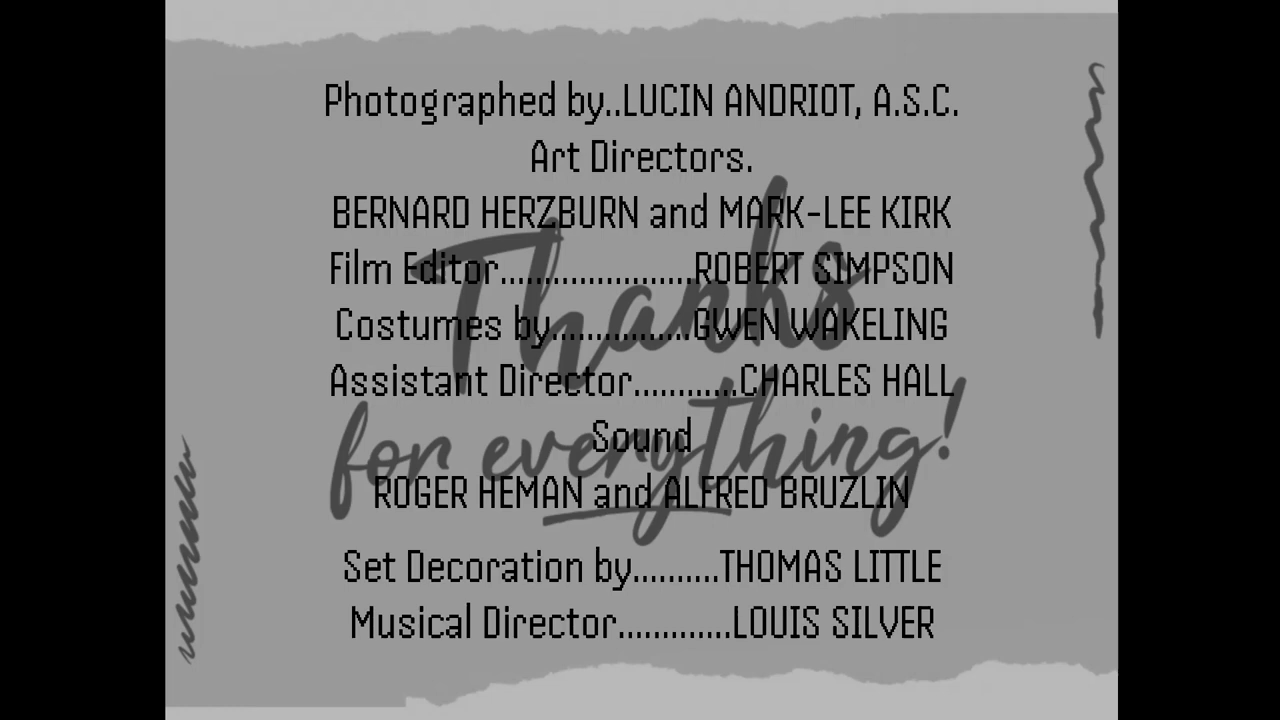 Photographed by..LUCIN ANDRIOT, A.S.C.
Art Directors.
BERNARD HERZBURN and MARK-LEE KIRK
Film Editor......................ROBERT SIMPSON
Costumes by................GWEN WAKELING
Assistant Director............CHARLES HALL
Sound
ROGER HEMAN and ALFRED BRUZLIN
Set Decoration by..........THOMAS LITTLE
Musical Director.............LOUIS SILVER
Thanks
for everything!